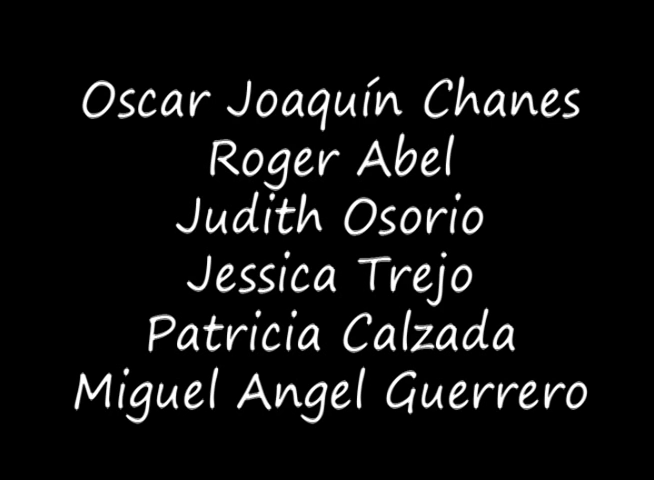 Oscar Joaquín Chanes
Roger Abel
Judith Osorio
Jessica Trejo
Patricia Calzada
Miguel Angel Guerrero